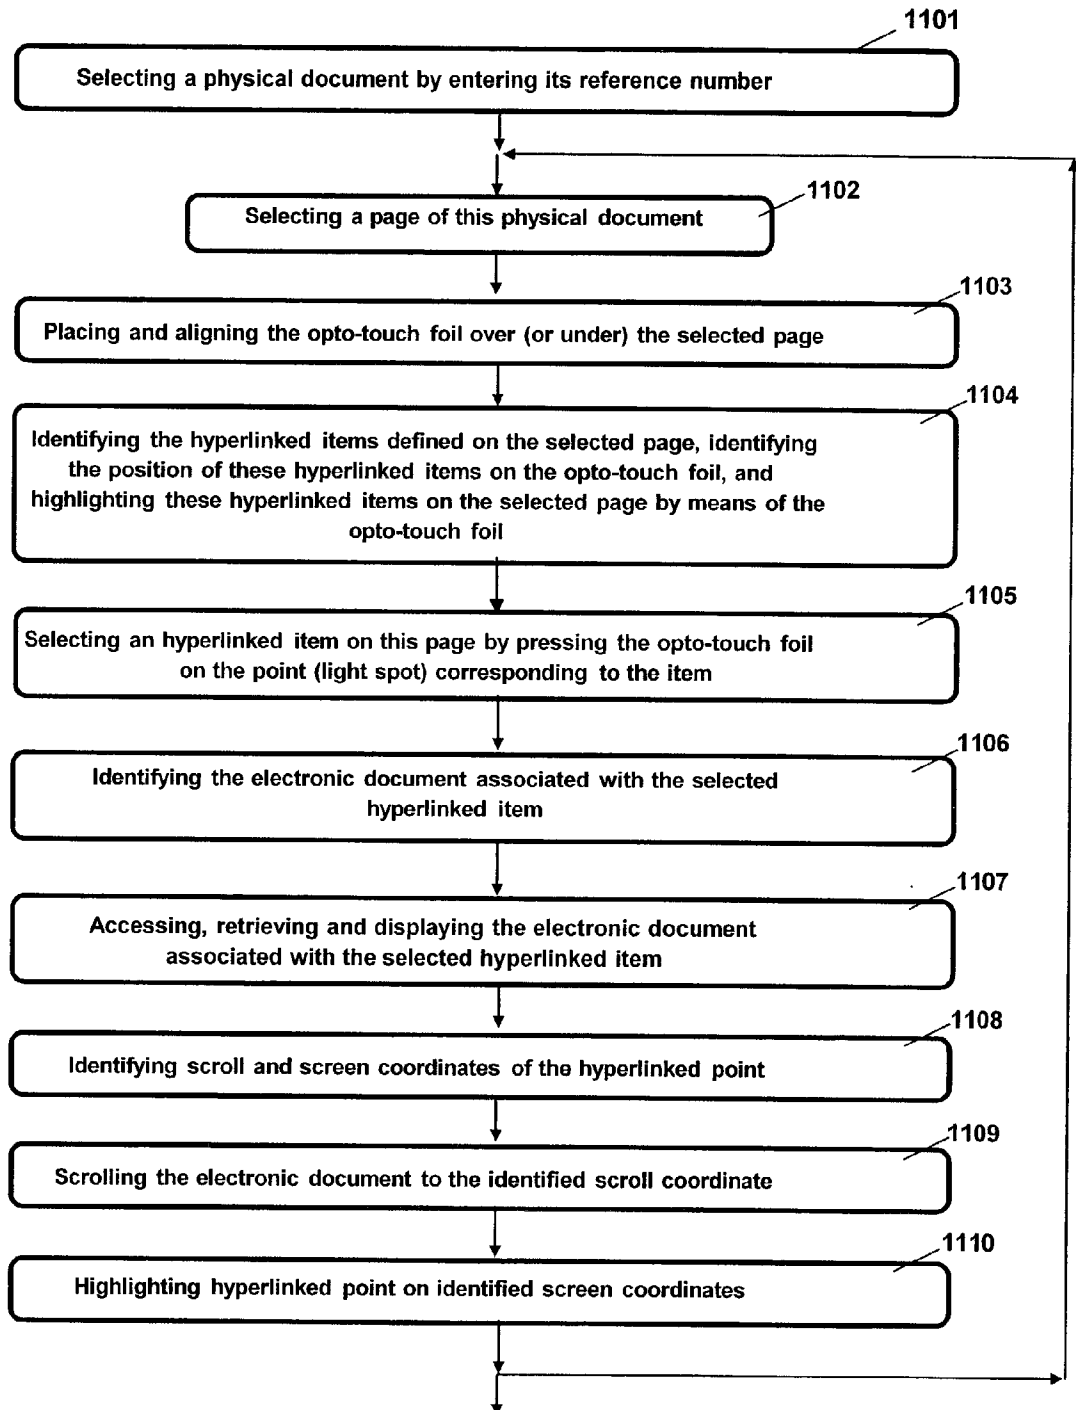 1101
Selecting a physical document by entering its reference number
1102
Selecting a page of this physical document
1103
Placing and aligning the opto-touch foil over (or under) the selected page
1104
Identifying the hyperlinked items defined on the selected page, identifying
the position of these hyperlinked items on the opto-touch foil, and
highlighting these hyperlinked items on the selected page by means of the
opto-touch foil
1105
Selecting an hyperlinked item on this page by pressing the opto-touch foil
on the point (light spot) corresponding to the item
1106
Identifying the electronic document associated with the selected
hyperlinked item
1107
Accessing, retrieving and displaying the electronic document
associated with the selected hyperlinked item
1108
Identifying scroll and screen coordinates of the hyperlinked point
1109
Scrolling the electronic document to the identified scroll coordinate
1110
Highlighting hyperlinked point on identified screen coordinates